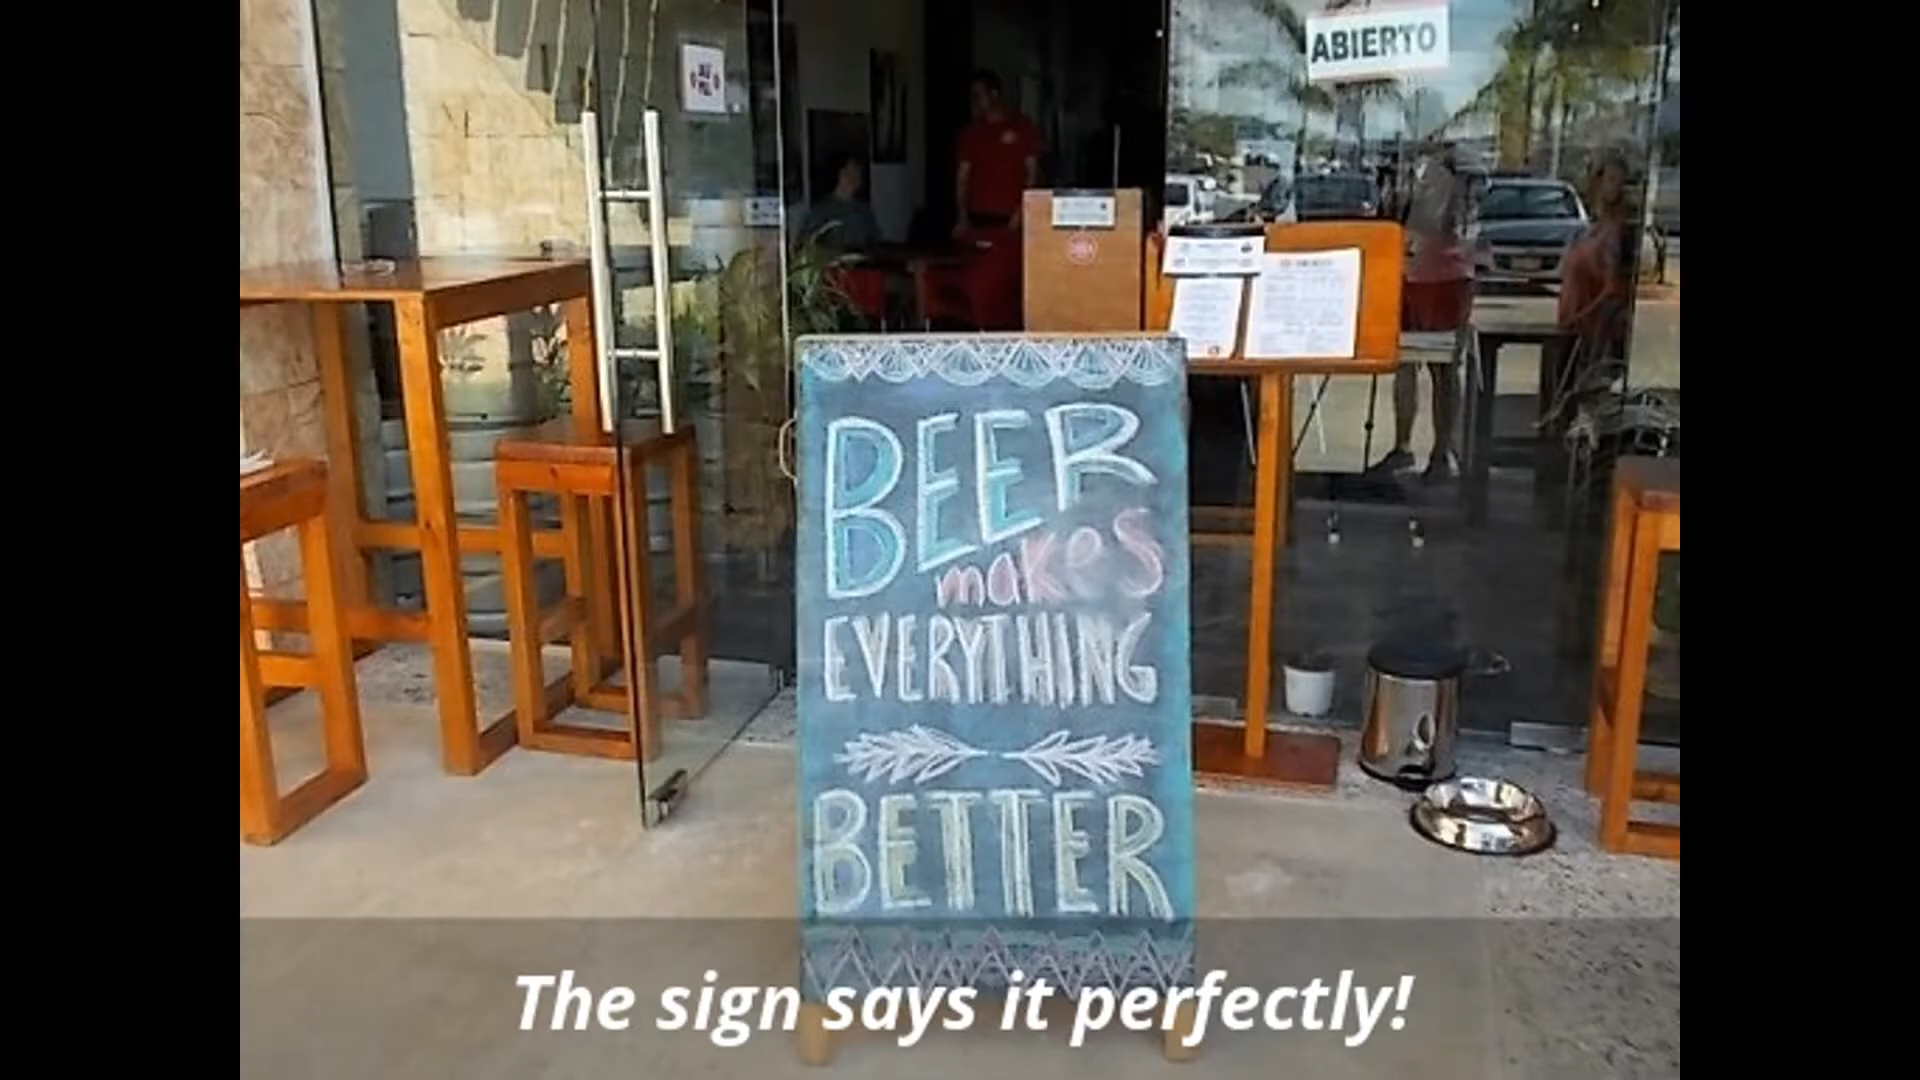 ABIERTO
BEER
makes
EVERYTHING
BETTER
The sign says it perfectly!